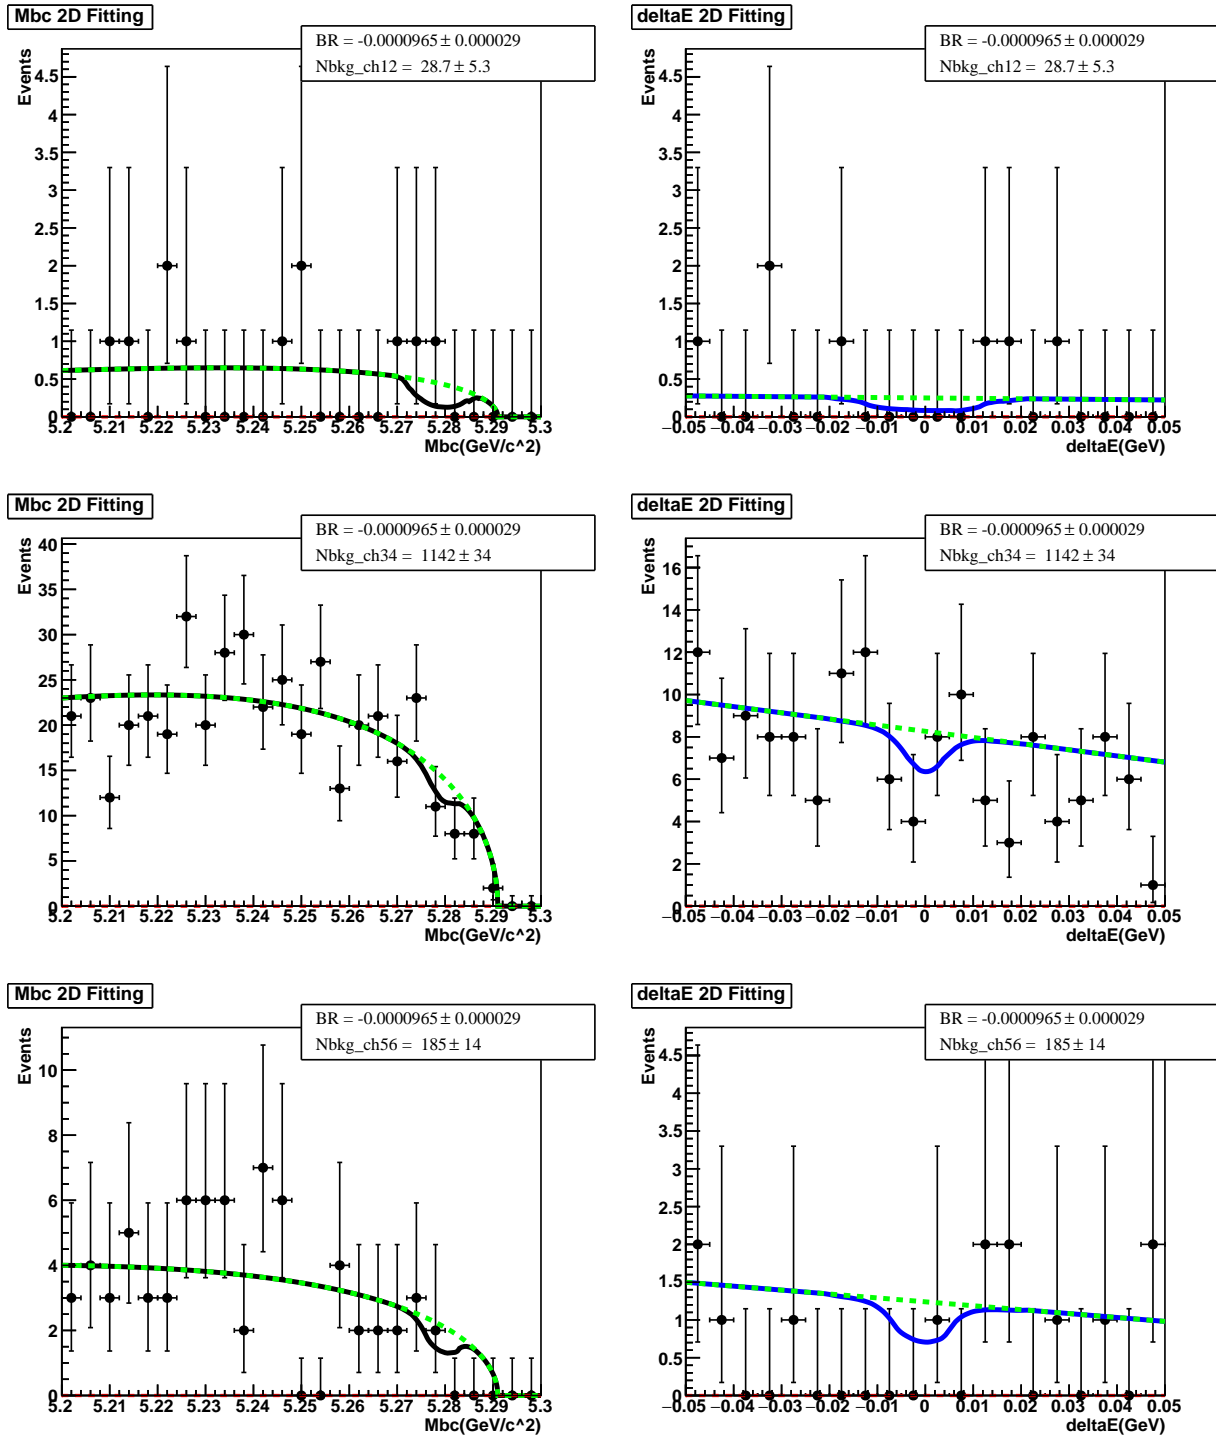 Mbc 2D Fitting
BR = -0.0000965 ± 0.000029
Nbkg_ch12 = 28.7 ± 5.3
Events
4.5
4
3.5
3
2.5
2
1.5
1
0.5
0
5.2 5.21 5.22 5.23 5.24 5.25 5.26 5.27 5.28 5.29 5.3
Mbc(GeV/c^2)
deltaE 2D Fitting
BR = -0.0000965 ± 0.000029
Nbkg_ch12 = 28.7 ± 5.3
Events
4.5
4
3.5
3
2.5
2
1.5
1
0.5
0
−0.05 −0.04 −0.03 −0.02 −0.01 0 0.01 0.02 0.03 0.04 0.05
deltaE(GeV)
Mbc 2D Fitting
BR = -0.0000965 ± 0.000029
Nbkg_ch34 = 1142 ± 34
Events
40
35
30
25
20
15
10
5
0
5.2 5.21 5.22 5.23 5.24 5.25 5.26 5.27 5.28 5.29 5.3
Mbc(GeV/c^2)
deltaE 2D Fitting
BR = -0.0000965 ± 0.000029
Nbkg_ch34 = 1142 ± 34
Events
16
14
12
10
8
6
4
2
0
−0.05 −0.04 −0.03 −0.02 −0.01 0 0.01 0.02 0.03 0.04 0.05
deltaE(GeV)
Mbc 2D Fitting
BR = -0.0000965 ± 0.000029
Nbkg_ch56 = 185 ± 14
Events
10
8
6
4
2
0
5.2 5.21 5.22 5.23 5.24 5.25 5.26 5.27 5.28 5.29 5.3
Mbc(GeV/c^2)
deltaE 2D Fitting
BR = -0.0000965 ± 0.000029
Nbkg_ch56 = 185 ± 14
Events
4.5
4
3.5
3
2.5
2
1.5
1
0.5
0
−0.05 −0.04 −0.03 −0.02 −0.01 0 0.01 0.02 0.03 0.04 0.05
deltaE(GeV)